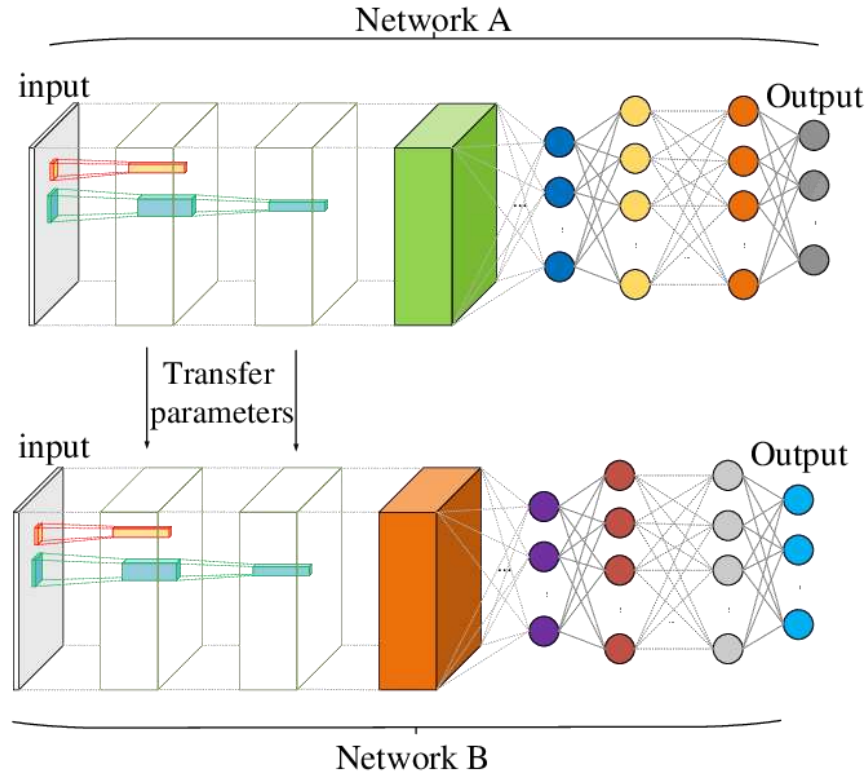 Network A
input
Output
...
Transfer
parameters
input
Output
...
Network B